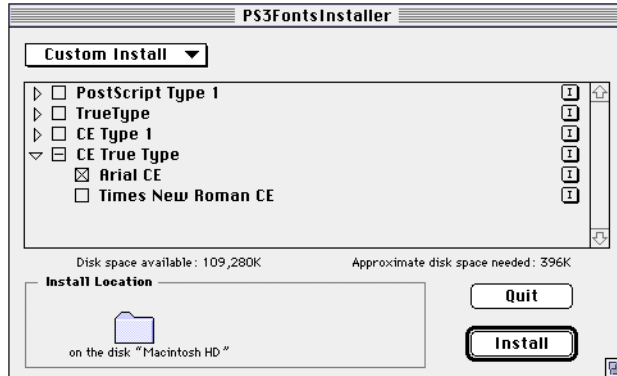 PS3FontsInstaller
Custom Install
PostScript Type 1
TrueType
CE Type 1
CE True Type
Arial CE
Times New Roman CE
Disk space available: 109,280K Approximate disk space needed: 396K
Install Location
on the disk "Macintosh HD"
Quit
Install